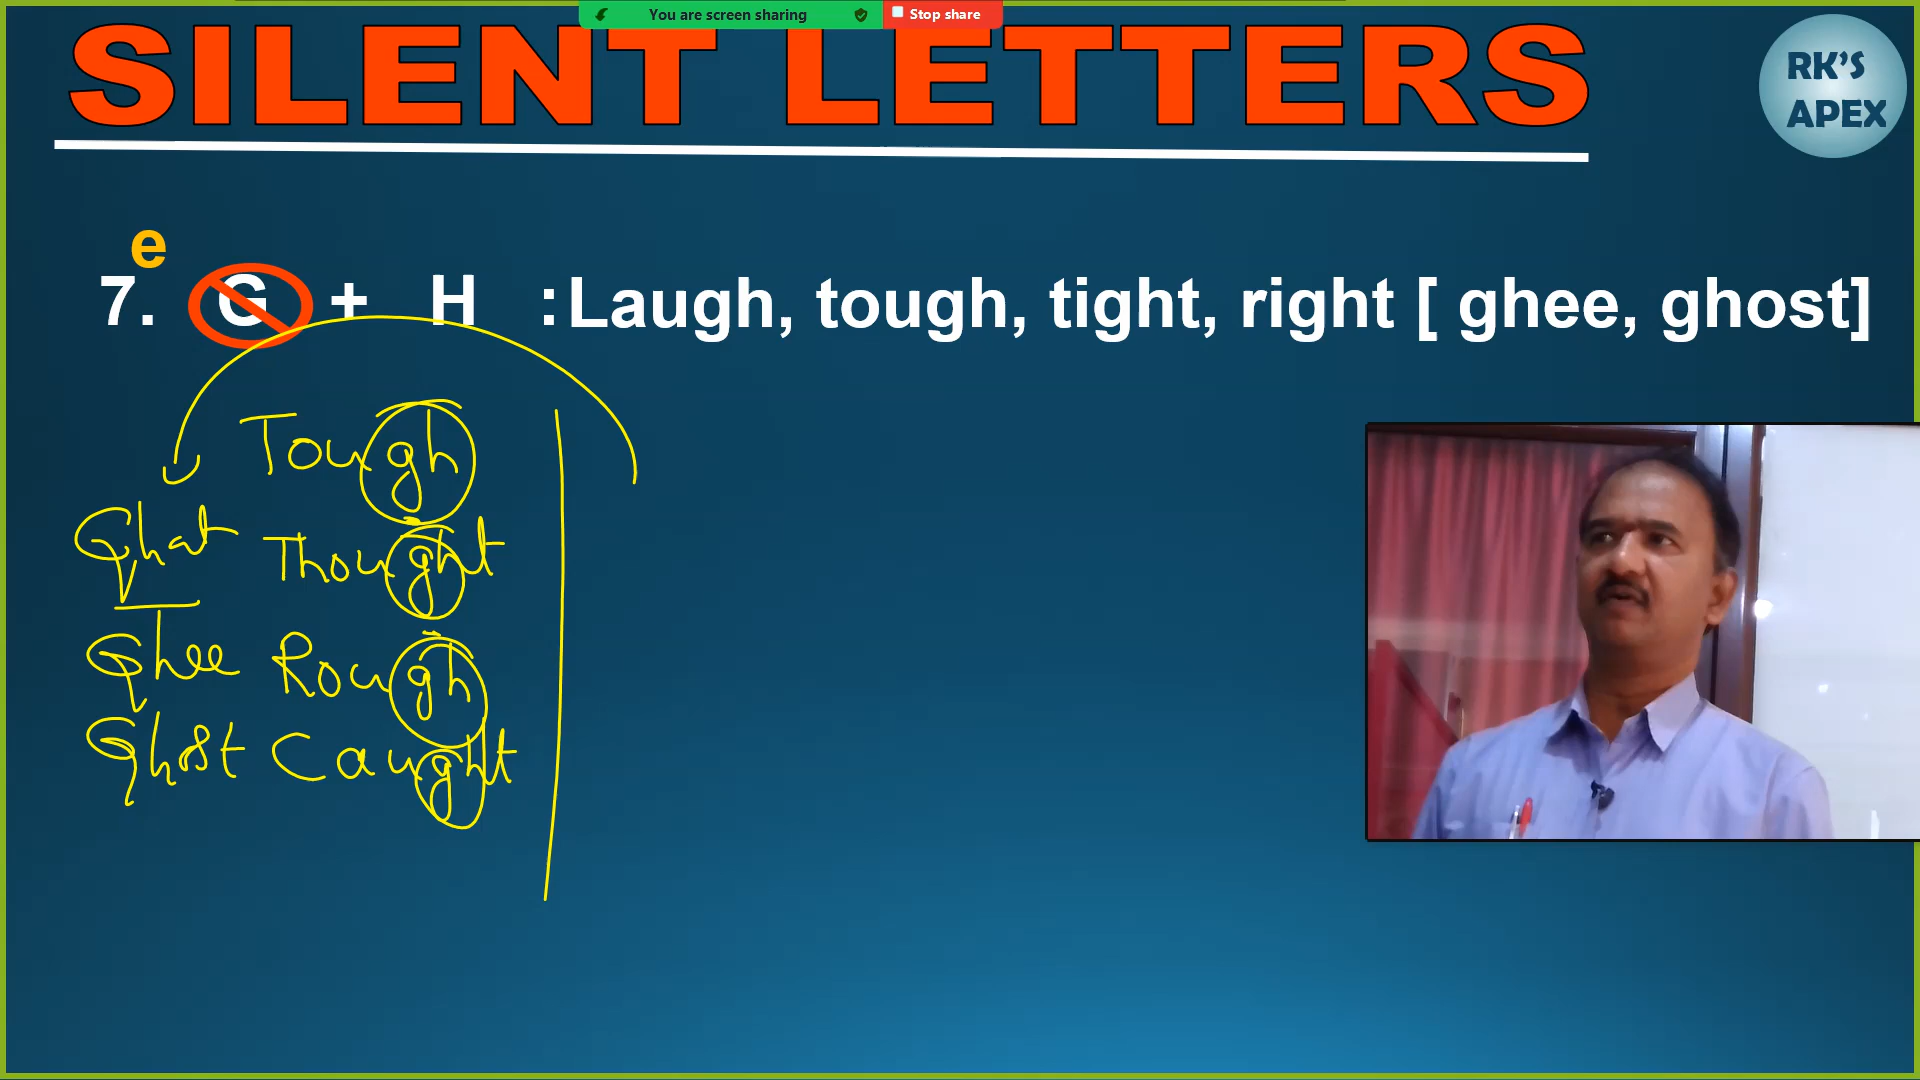 You are screen sharing Stop share
SILENT LETTERS
RK'S
APEX
e
7. G + H : Laugh, tough, tight, right [ ghee, ghost]
Tough
Ghat Thought
Ghee Rough
Ghost Caught